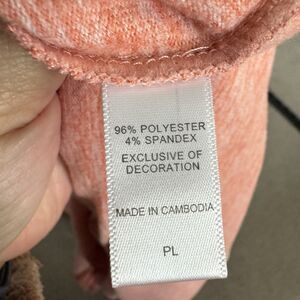 96% POLYESTER
4% SPANDEX
EXCLUSIVE OF
DECORATION
MADE IN CAMBODIA
PL